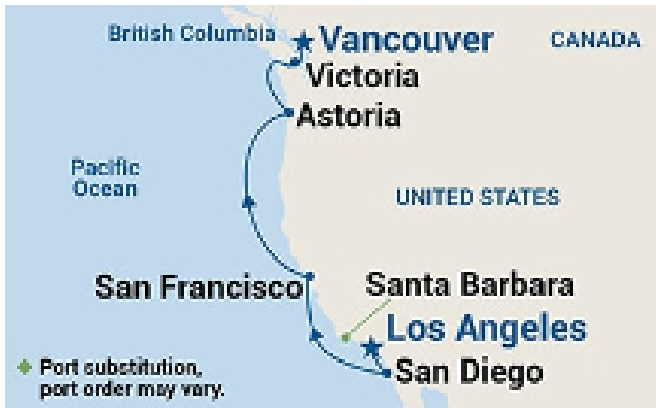 British Columbia
Vancouver
CANADA
Victoria
Astoria
Pacific
Ocean
UNITED STATES
San Francisco
Santa Barbara
Los Angeles
San Diego
Port substitution,
port order may vary.